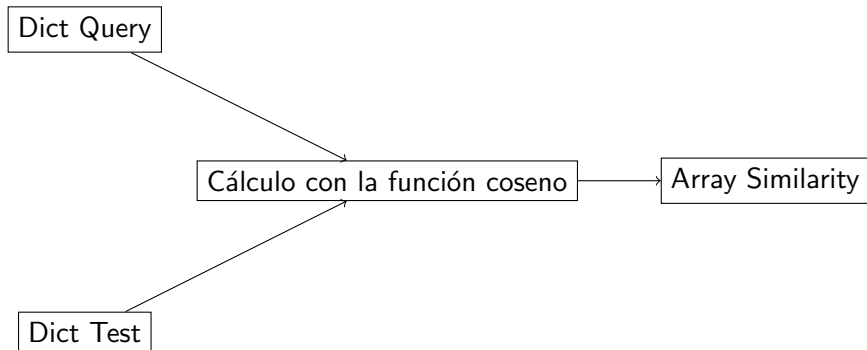 Dict Query
Cálculo con la función coseno
Array Similarity
Dict Test